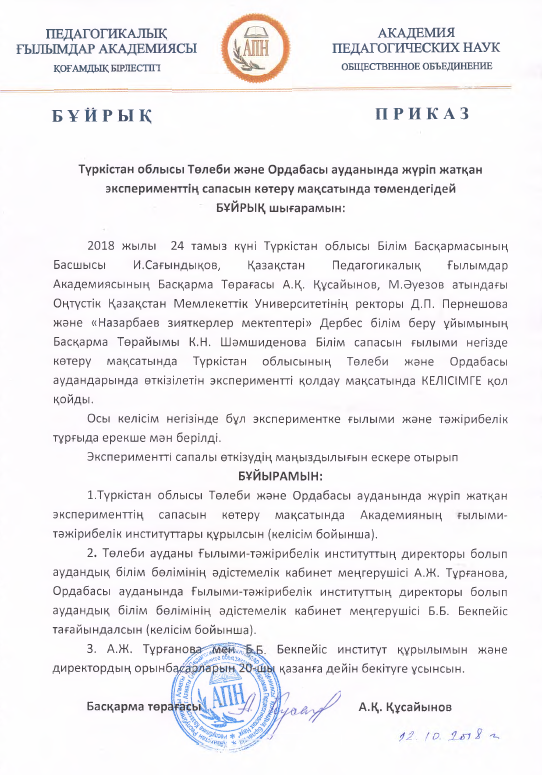 ПЕДАГОГИКАЛЫҚ
ҒЫЛЫМДАР АКАДЕМИЯСЫ
ҚОҒАМДЫҚ БІРЛЕСТІГІ
АПН
АКАДЕМИЯ
ПЕДАГОГИЧЕСКИХ НАУК
ОБЩЕСТВЕННОЕ ОБЪЕДИНЕНИЕ
БҰЙРЫҚ
ПРИКАЗ
Түркістан облысы Төлеби және Ордабасы ауданында жүріп жатқан
эксперименттің сапасын көтеру мақсатында төмендегідей
БҰЙРЫҚ шығарамын:
2018 жылы 24 тамыз күні Түркістан облысы Білім Басқармасының
Басшысы И.Сағындықов, Қазақстан Педагогикалық Ғылымдар
Академиясының Басқарма Төрағасы А.Қ. Құсайынов, М.Әуезов атындағы
Оңтүстік Қазақстан Мемлекеттік Университетінің ректоры Д.П. Пернешова
және «Назарбаев зияткерлер мектептері» Дербес білім беру ұйымының
Басқарма Төрайымы К.Н. Шәмшиденова Білім сапасын ғылыми негізде
көтеру мақсатында Түркістан облысының Төлеби және Ордабасы
аудандарында өткізілетін экспериментті қолдау мақсатында КЕЛІСІМГЕ қол
қойды.
Осы келісім негізінде бұл экспериментке ғылыми және тәжірибелік
тұрғыда ерекше мән берілді.
Экспериментті сапалы өткізудің маңыздылығын ескере отырып
БҰЙЫРАМЫН:
1.Түркістан облысы Төлеби және Ордабасы ауданында жүріп жатқан
эксперименттің сапасын көтеру мақсатында Академияның ғылыми-
тәжірибелік институттары құрылсын (келісім бойынша).
2. Төлеби ауданы Ғылыми-тәжірибелік институттың директоры болып
аудандық білім бөлімінің әдістемелік кабинет меңгерушісі А.Ж. Тұрғанова,
Ордабасы ауданында Ғылыми-тәжірибелік институттың директоры болып
аудандық білім бөлімінің әдістемелік кабинет меңгерушісі Б.Б. Бекпейіс
тағайындалсын (келісім бойынша).
3. А.Ж. Тұрғанова мен Б.Б. Бекпейіс институт құрылымын және
директордың орынбасарларын 20-шы қазанға дейін бекітуге ұсынсын.
АПН
Басқарма төрағасы А.Қ. Құсайынов
12.10.2018 г